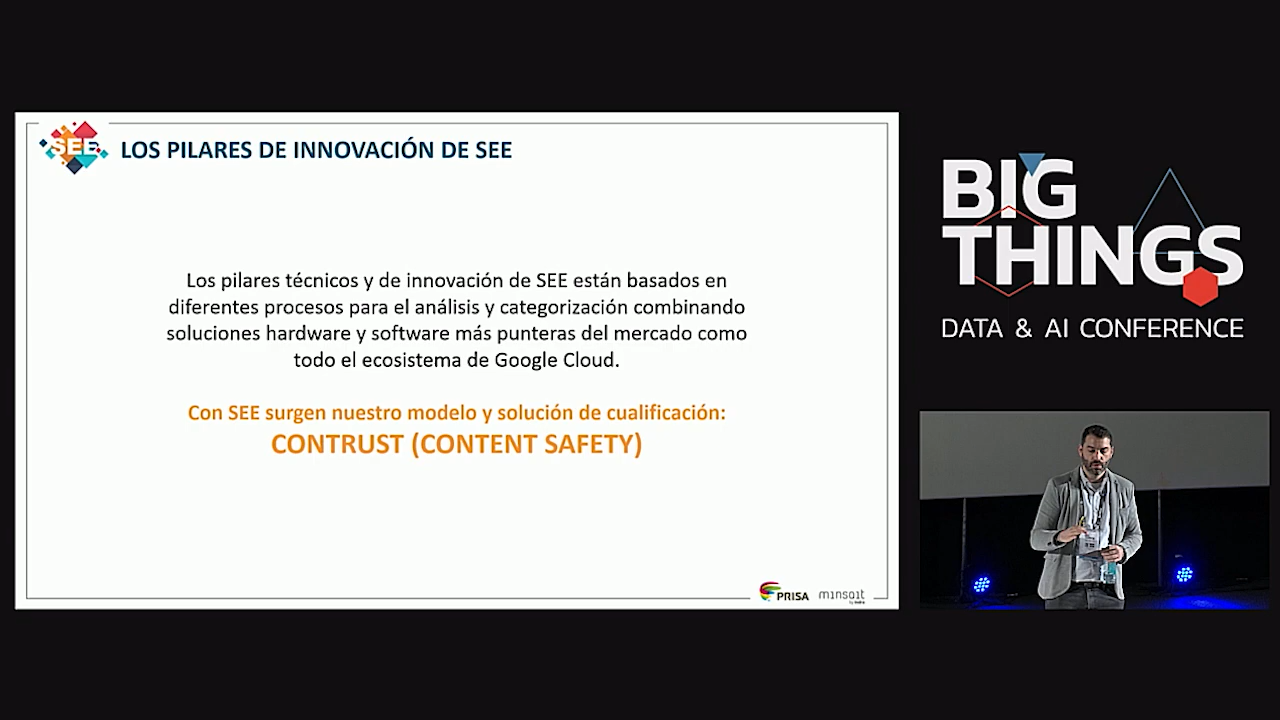 SEE
LOS PILARES DE INNOVACIÓN DE SEE
Los pilares técnicos y de innovación de SEE están basados en
diferentes procesos para el análisis y categorización combinando
soluciones hardware y software más punteras del mercado como
todo el ecosistema de Google Cloud.
Con SEE surgen nuestro modelo y solución de cualificación:
CONTRUST (CONTENT SAFETY)
PRISA
minsait
BIG
THINGS
DATA & AI CONFERENCE